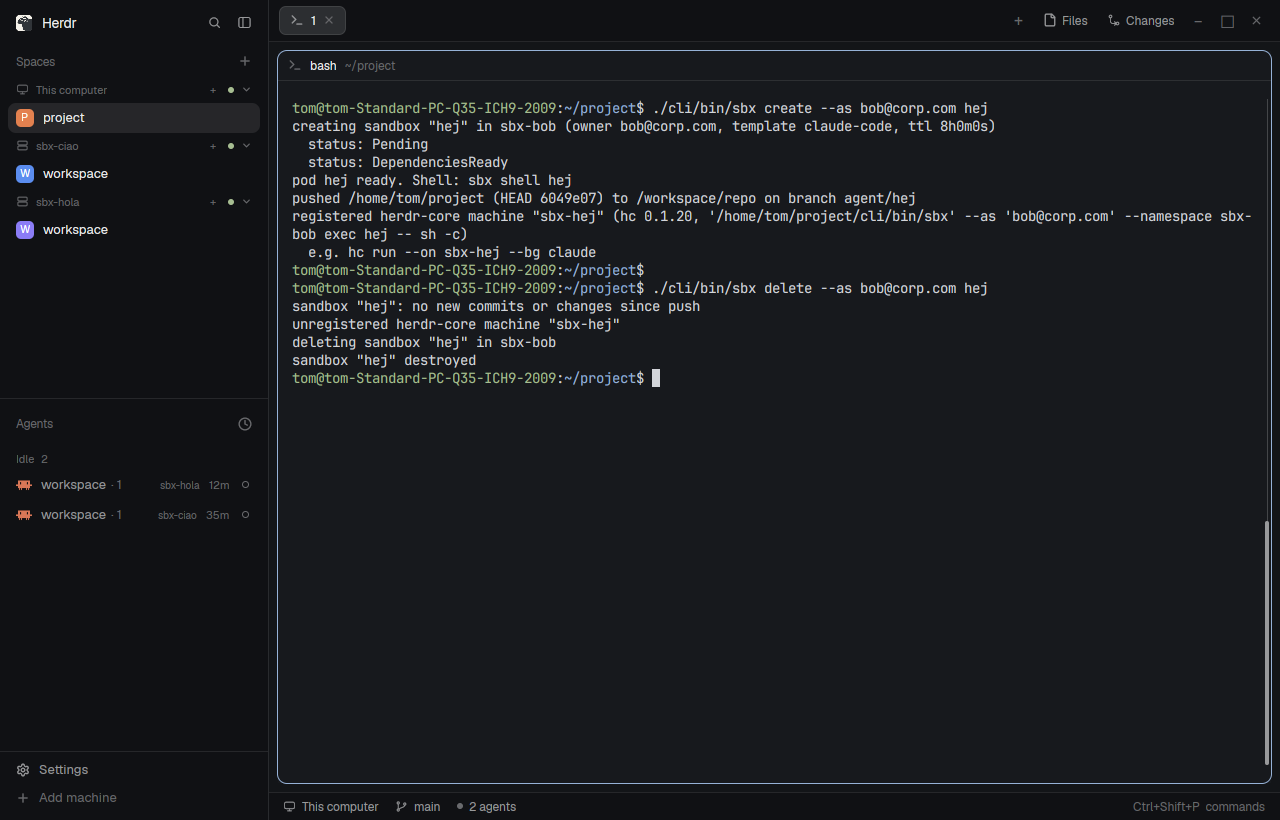 Herdr
Spaces
This computer
P project
sbx-ciao
W workspace
sbx-hola
W workspace
Agents
Idle 2
workspace · 1 sbx-hola 12m
workspace · 1 sbx-ciao 35m
Settings
Add machine
1
Files
Changes
bash ~/project
tom@tom-Standard-PC-Q35-ICH9-2009:~/project$ ./cli/bin/sbx create --as bob@corp.com hej
creating sandbox "hej" in sbx-bob (owner bob@corp.com, template claude-code, ttl 8h0m0s)
status: Pending
status: DependenciesReady
pod hej ready. Shell: sbx shell hej
pushed /home/tom/project (HEAD 6049e07) to /workspace/repo on branch agent/hej
registered herdr-core machine "sbx-hej" (hc 0.1.20, '/home/tom/project/cli/bin/sbx' --as 'bob@corp.com' --namespace sbx-
bob exec hej -- sh -c)
e.g. hc run --on sbx-hej --bg claude
tom@tom-Standard-PC-Q35-ICH9-2009:~/project$
tom@tom-Standard-PC-Q35-ICH9-2009:~/project$ ./cli/bin/sbx delete --as bob@corp.com hej
sandbox "hej": no new commits or changes since push
unregistered herdr-core machine "sbx-hej"
deleting sandbox "hej" in sbx-bob
sandbox "hej" destroyed
tom@tom-Standard-PC-Q35-ICH9-2009:~/project$
This computer
main
2 agents
Ctrl+Shift+P commands